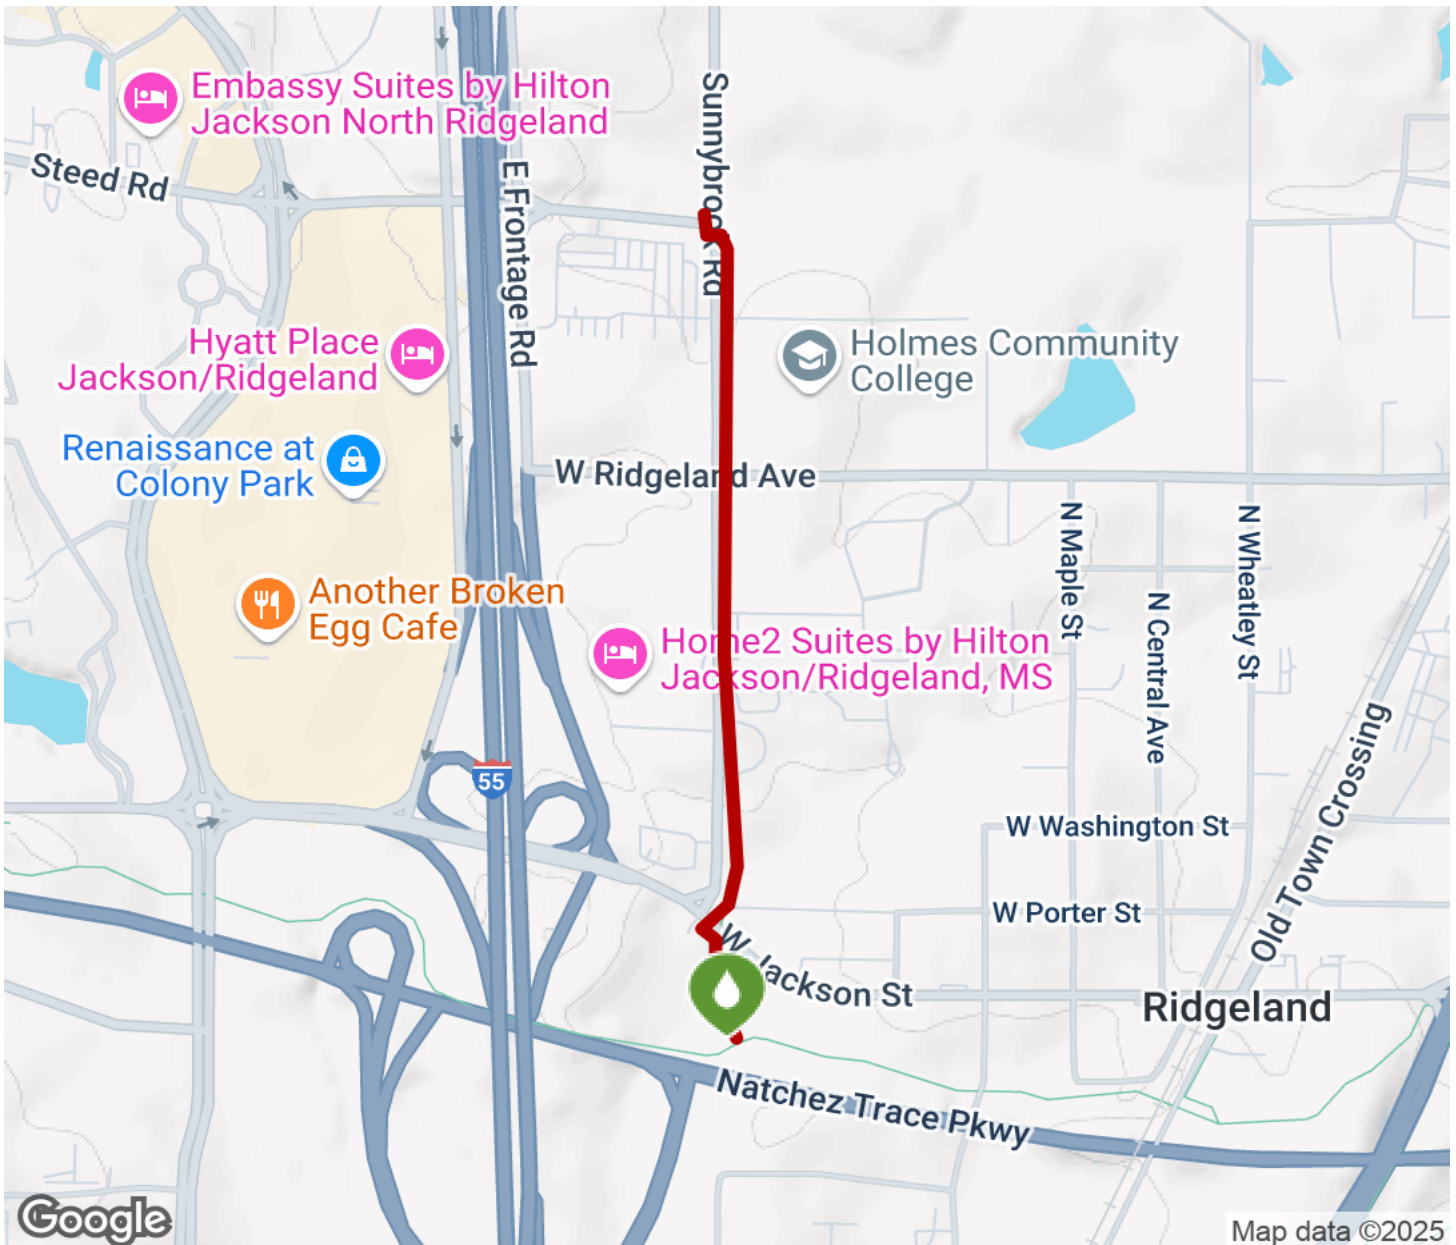 Embassy Suites by Hilton
Jackson North Ridgeland
Steed Rd
E Frontage Rd
Sunnybrook Rd
Hyatt Place
Jackson/Ridgeland
Holmes Community
College
Renaissance at
Colony Park
W Ridgeland Ave
N Maple St
N Central Ave
N Wheatley St
Another Broken
Egg Cafe
Home2 Suites by Hilton
Jackson/Ridgeland, MS
55
W Washington St
Old Town Crossing
W Porter St
W Jackson St
Ridgeland
Natchez Trace Pkwy
Google
Map data ©2025